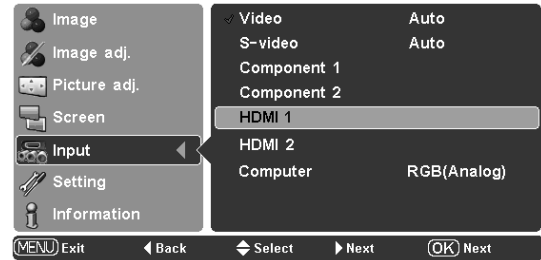 Image
Image adj.
Picture adj.
Screen
Input
Setting
Information
Video Auto
S-video Auto
Component 1
Component 2
HDMI 1
HDMI 2
Computer RGB(Analog)
MENU Exit Back Select Next OK Next